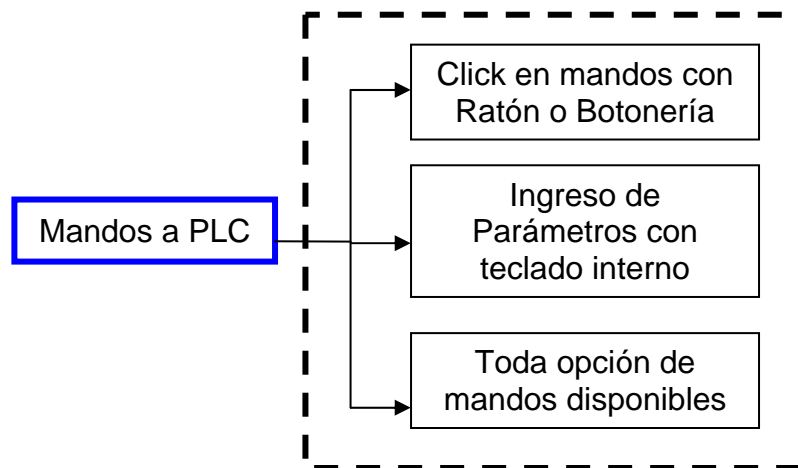 Click en mandos con
Ratón o Botonería
Mandos a PLC
Ingreso de
Parámetros con
teclado interno
Toda opción de
mandos disponibles